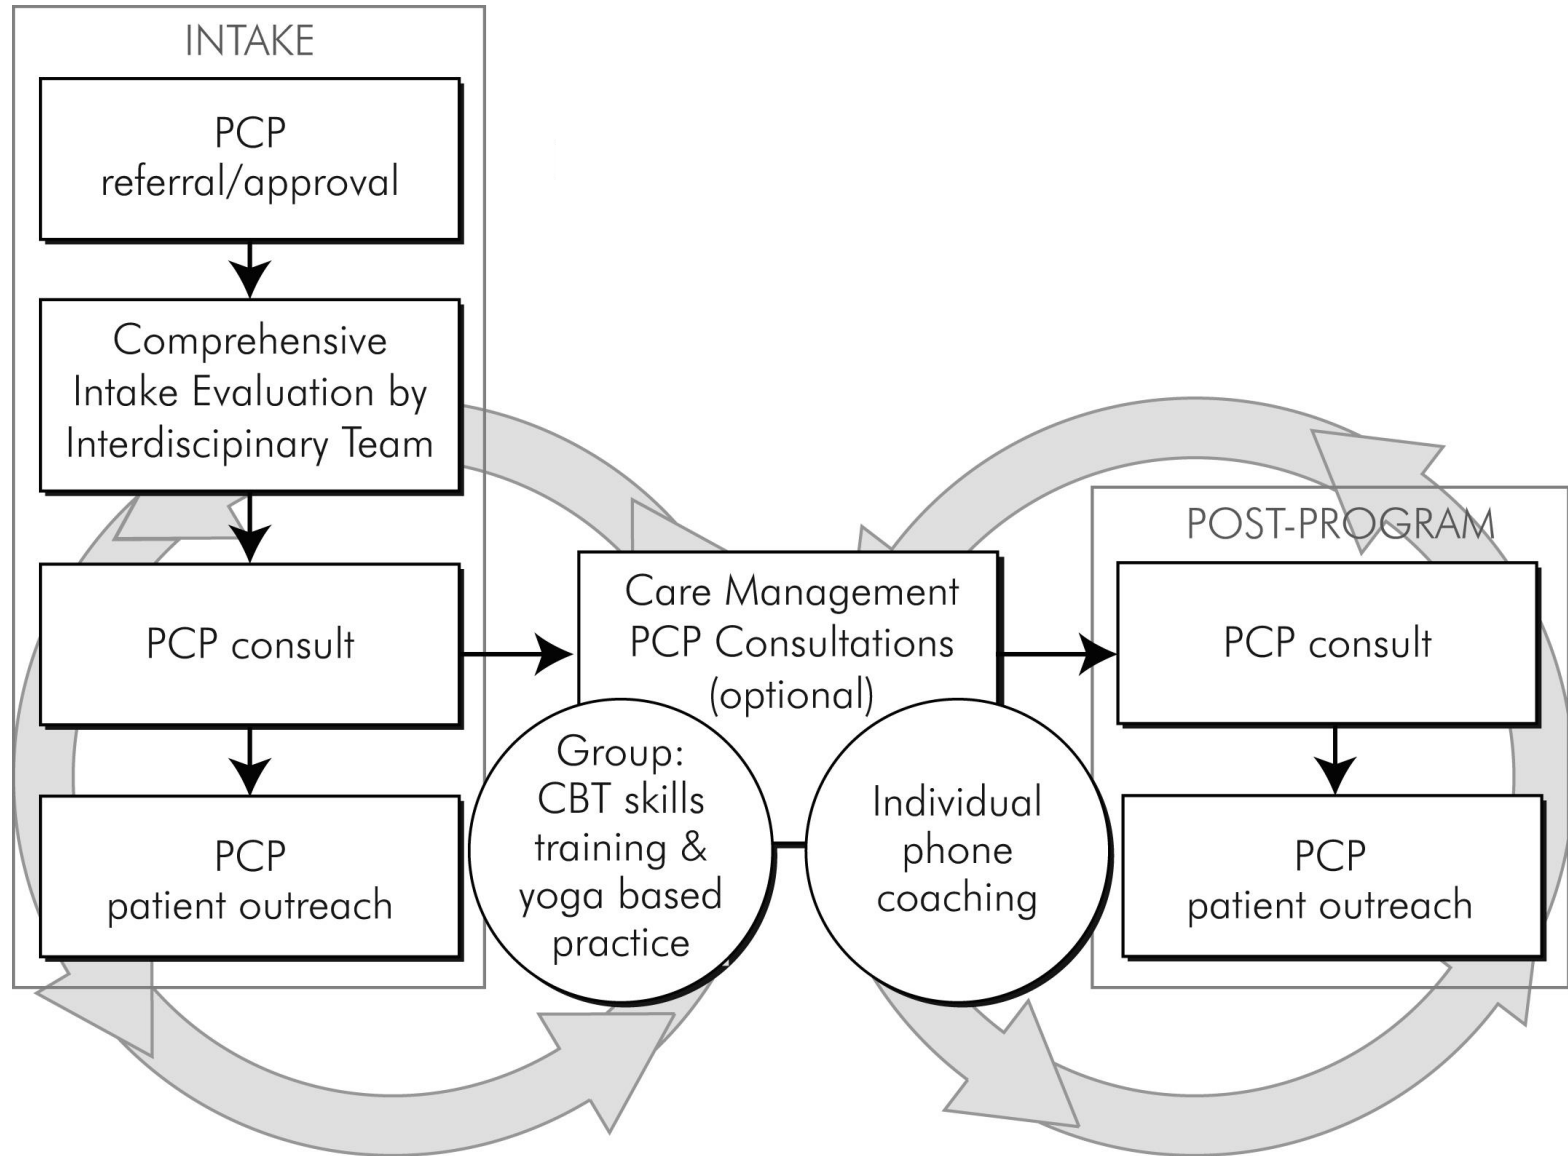 INTAKE
PCP
referral/approval
Comprehensive
Intake Evaluation by
Interdiscipinary Team
PCP consult
PCP
patient outreach
Care Management
PCP Consultations
(optional)
Group:
CBT skills
training &
yoga based
practice
Individual
phone
coaching
POST-PROGRAM
PCP consult
PCP
patient outreach